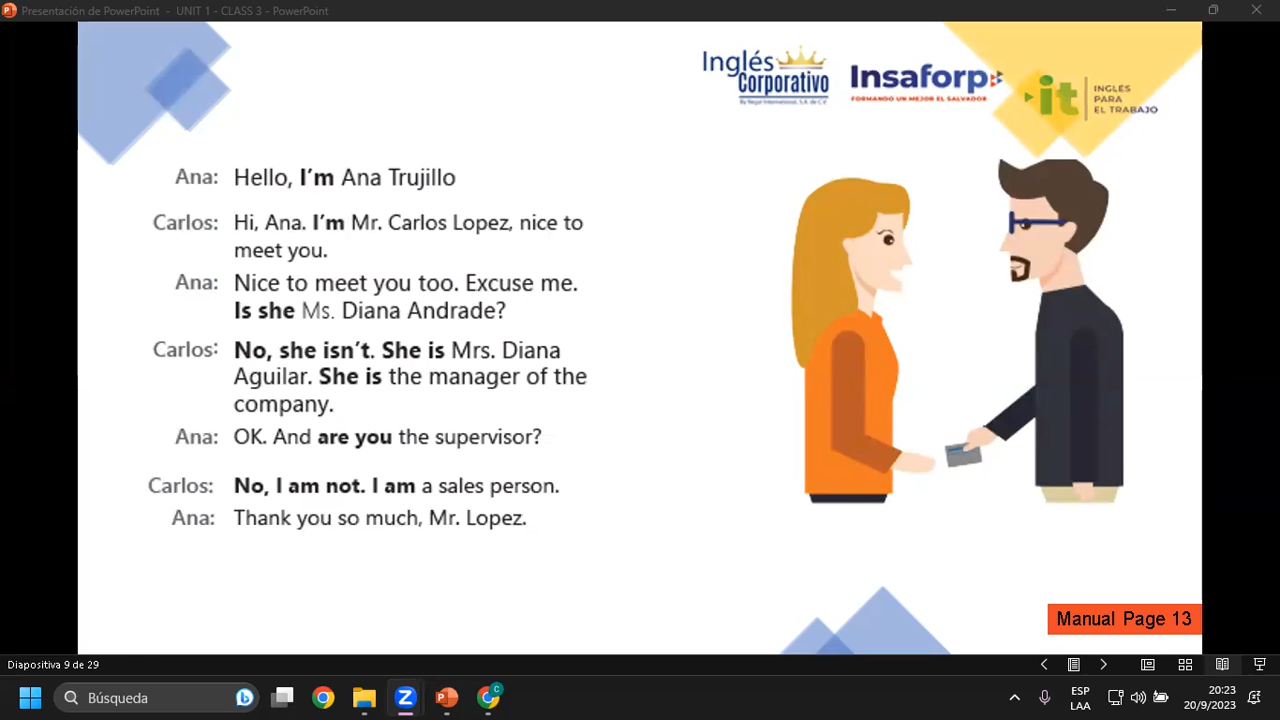 Presentación de PowerPoint - UNIT 1 - CLASS 3 - PowerPoint
Inglés
Corporativo
By Regal International, S.A. de C.V.
Insaforp
FORMANDO UN MEJOR EL SALVADOR
it
INGLÉS
PARA
EL TRABAJO
Ana: Hello, I'm Ana Trujillo
Carlos: Hi, Ana. I'm Mr. Carlos Lopez, nice to
meet you.
Ana: Nice to meet you too. Excuse me.
Is she Ms. Diana Andrade?
Carlos: No, she isn't. She is Mrs. Diana
Aguilar. She is the manager of the
company.
Ana: OK. And are you the supervisor?
Carlos: No, I am not. I am a sales person.
Ana: Thank you so much, Mr. Lopez.
Manual Page 13
Diapositiva 9 de 29
Búsqueda
C
ESP
LAA
20:23
20/9/2023